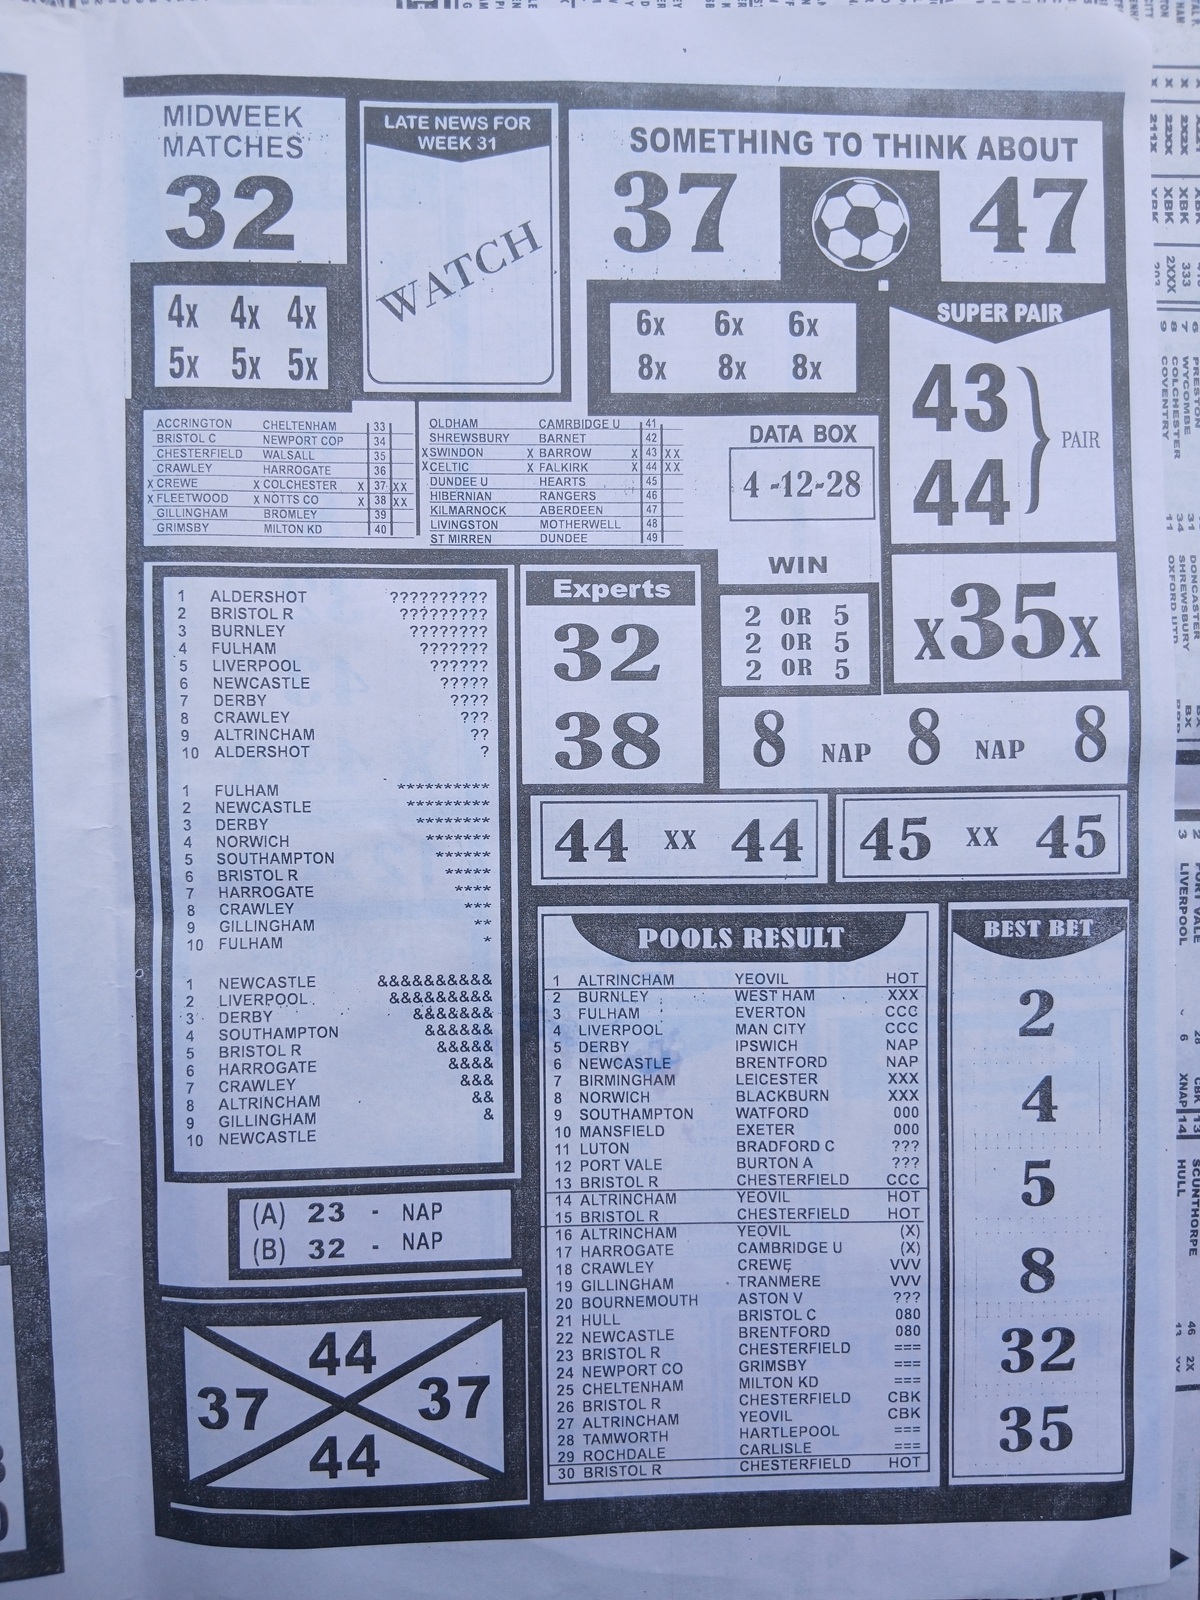 MIDWEEK
MATCHES
32
4x 4x 4x
5x 5x 5x
LATE NEWS FOR
WEEK 31
WATCH
SOMETHING TO THINK ABOUT
37 47
6x 6x 6x
8x 8x 8x
SUPER PAIR
43
44
PAIR
ACCRINGTON CHELTENHAM 33
BRISTOL C NEWPORT COP 34
CHESTERFIELD WALSALL 35
CRAWLEY HARROGATE 36
X CREWE X COLCHESTER X 37 XX
X FLEETWOOD X NOTTS CO X 38 XX
GILLINGHAM BROMLEY 39
GRIMSBY MILTON KD 40
OLDHAM CAMRBIDGE U 41
SHREWSBURY BARNET 42
X SWINDON X BARROW X 43 XX
X CELTIC X FALKIRK X 44 XX
DUNDEE U HEARTS 45
HIBERNIAN RANGERS 46
KILMARNOCK ABERDEEN 47
LIVINGSTON MOTHERWELL 48
ST MIRREN DUNDEE 49
DATA BOX
4 -12-28
WIN
2 OR 5
2 OR 5
2 OR 5
x35x
1 ALDERSHOT ??????????
2 BRISTOL R ?????????
3 BURNLEY ????????
4 FULHAM ???????
5 LIVERPOOL ??????
6 NEWCASTLE ?????
7 DERBY ????
8 CRAWLEY ???
9 ALTRINCHAM ??
10 ALDERSHOT ?
1 FULHAM **********
2 NEWCASTLE *********
3 DERBY ********
4 NORWICH *******
5 SOUTHAMPTON ******
6 BRISTOL R *****
7 HARROGATE ****
8 CRAWLEY ***
9 GILLINGHAM **
10 FULHAM *
1 NEWCASTLE &&&&&&&&&&
2 LIVERPOOL &&&&&&&&&
3 DERBY &&&&&&&
4 SOUTHAMPTON &&&&&&
5 BRISTOL R &&&&&
6 HARROGATE &&&&
7 CRAWLEY &&&
8 ALTRINCHAM &&
9 GILLINGHAM &
10 NEWCASTLE
Experts
32
38
8 NAP 8 NAP 8
44 xx 44
45 xx 45
(A) 23 - NAP
(B) 32 - NAP
44
37 37
44
POOLS RESULT
1 ALTRINCHAM YEOVIL HOT
2 BURNLEY WEST HAM XXX
3 FULHAM EVERTON CCC
4 LIVERPOOL MAN CITY CCC
5 DERBY IPSWICH NAP
6 NEWCASTLE BRENTFORD NAP
7 BIRMINGHAM LEICESTER XXX
8 NORWICH BLACKBURN XXX
9 SOUTHAMPTON WATFORD 000
10 MANSFIELD EXETER 000
11 LUTON BRADFORD C ???
12 PORT VALE BURTON A ???
13 BRISTOL R CHESTERFIELD CCC
14 ALTRINCHAM YEOVIL HOT
15 BRISTOL R CHESTERFIELD HOT
16 ALTRINCHAM YEOVIL (X)
17 HARROGATE CAMBRIDGE U (X)
18 CRAWLEY CREWE VVV
19 GILLINGHAM TRANMERE VVV
20 BOURNEMOUTH ASTON V ???
21 HULL BRISTOL C 080
22 NEWCASTLE BRENTFORD 080
23 BRISTOL R CHESTERFIELD ===
24 NEWPORT CO GRIMSBY ===
25 CHELTENHAM MILTON KD ===
26 BRISTOL R CHESTERFIELD CBK
27 ALTRINCHAM YEOVIL CBK
28 TAMWORTH HARTLEPOOL ===
29 ROCHDALE CARLISLE ===
30 BRISTOL R CHESTERFIELD HOT
BEST BET
2
4
5
8
32
35
PRESTON
WYCOMBE
COLCHESTER
COVENTRY
DONCASTER
SHREWSBURY
LIVERPOOL
SCUNTHORPE
HULL